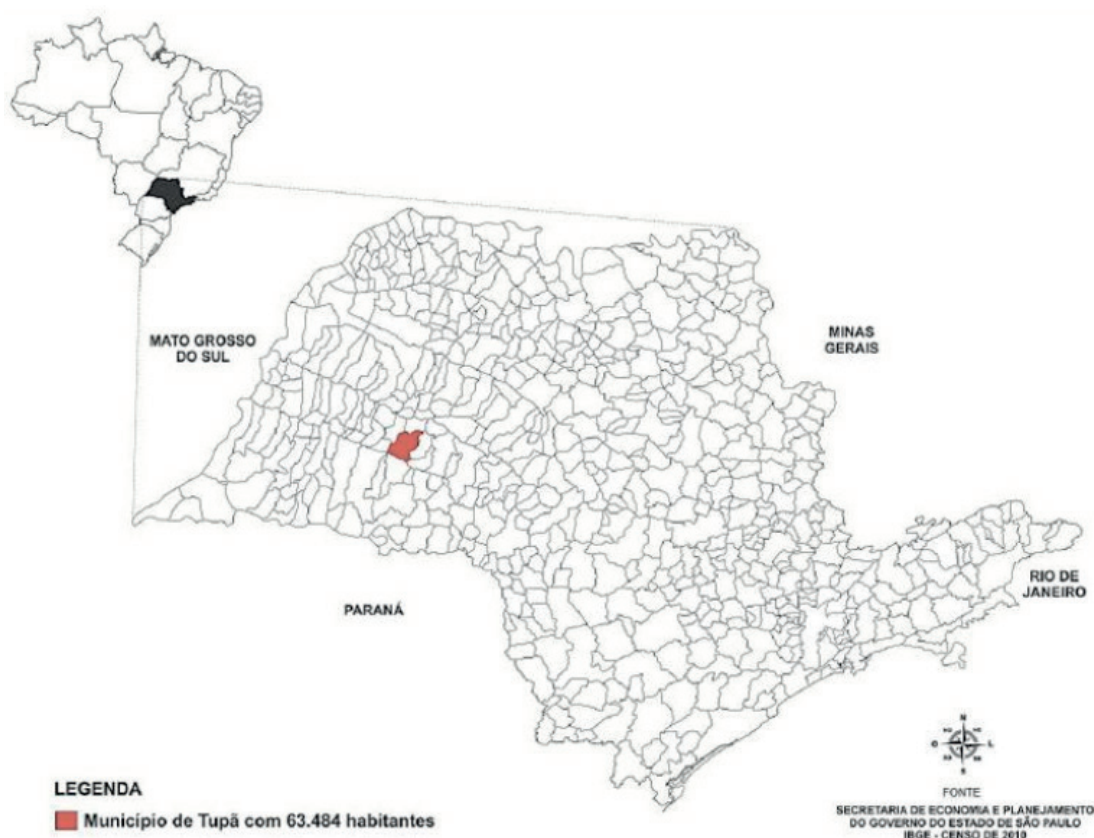 MATO GROSSO
DO SUL
MINAS
GERAIS
RIO DE
JANEIRO
PARANÁ
N
O
L
S
FONTE
SECRETARIA DE ECONOMIA E PLANEJAMENTO
DO GOVERNO DO ESTADO DE SÃO PAULO
IBGE - CENSO DE 2010
LEGENDA
Município de Tupã com 63.484 habitantes